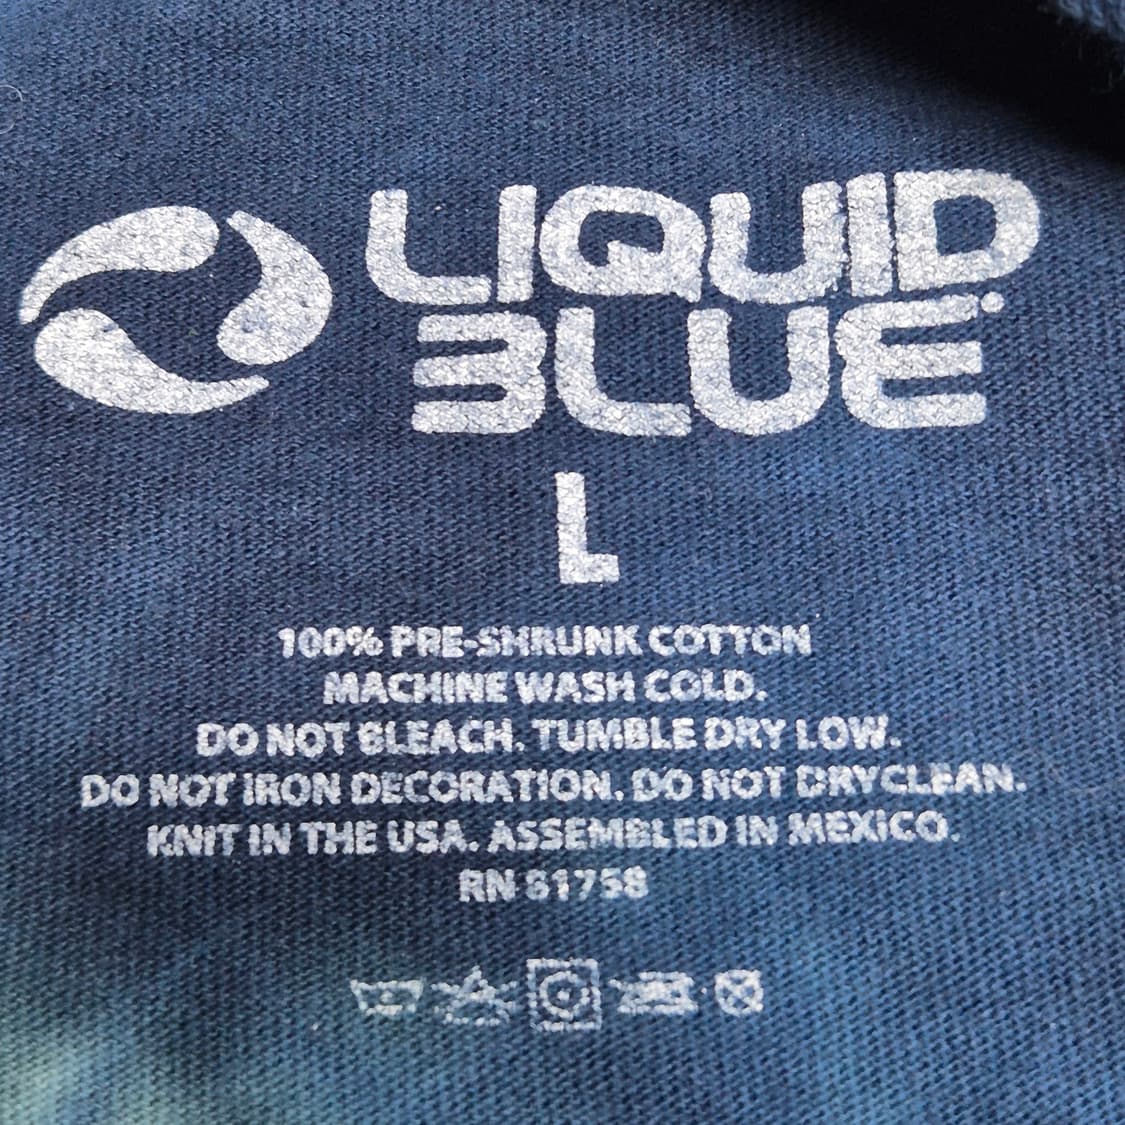 LIQUID
BLUE
L
100% PRE-SHRUNK COTTON
MACHINE WASH COLD.
DO NOT BLEACH. TUMBLE DRY LOW.
DO NOT IRON DECORATION. DO NOT DRYCLEAN.
KNIT IN THE USA. ASSEMBLED IN MEXICO.
RN 81758